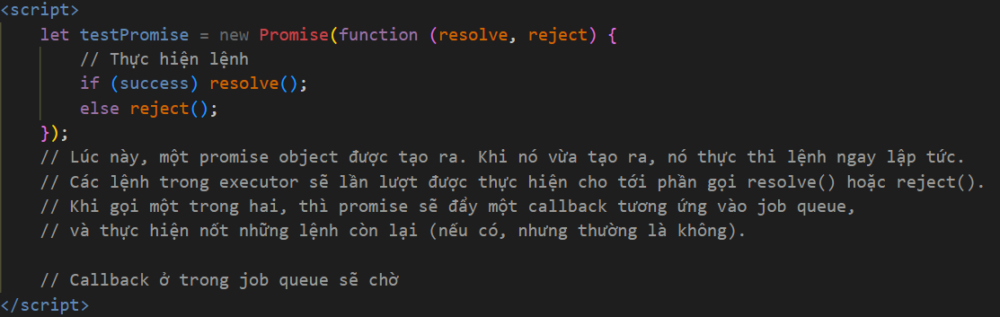 <script>
let testPromise = new Promise(function (resolve, reject) {
// Thực hiện lệnh
if (success) resolve();
else reject();
});
// Lúc này, một promise object được tạo ra. Khi nó vừa tạo ra, nó thực thi lệnh ngay lập tức.
// Các lệnh trong executor sẽ lần lượt được thực hiện cho tới phần gọi resolve() hoặc reject().
// Khi gọi một trong hai, thì promise sẽ đẩy một callback tương ứng vào job queue,
// và thực hiện nốt những lệnh còn lại (nếu có, nhưng thường là không).
// Callback ở trong job queue sẽ chờ
</script>